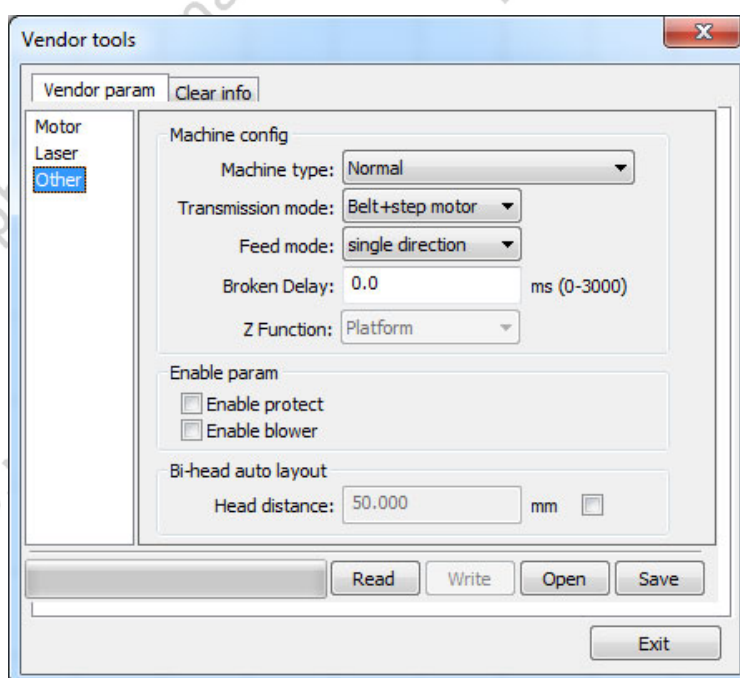 Vendor tools
Vendor param Clear info
Motor
Laser
Other
Machine config
Machine type: Normal
Transmission mode: Belt+step motor
Feed mode: single direction
Broken Delay: 0.0 ms (0-3000)
Z Function: Platform
Enable param
Enable protect
Enable blower
Bi-head auto layout
Head distance: 50.000 mm
Read Write Open Save
Exit